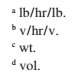 a lb/hr/lb.
b v/hr/v.
c wt.
d vol.